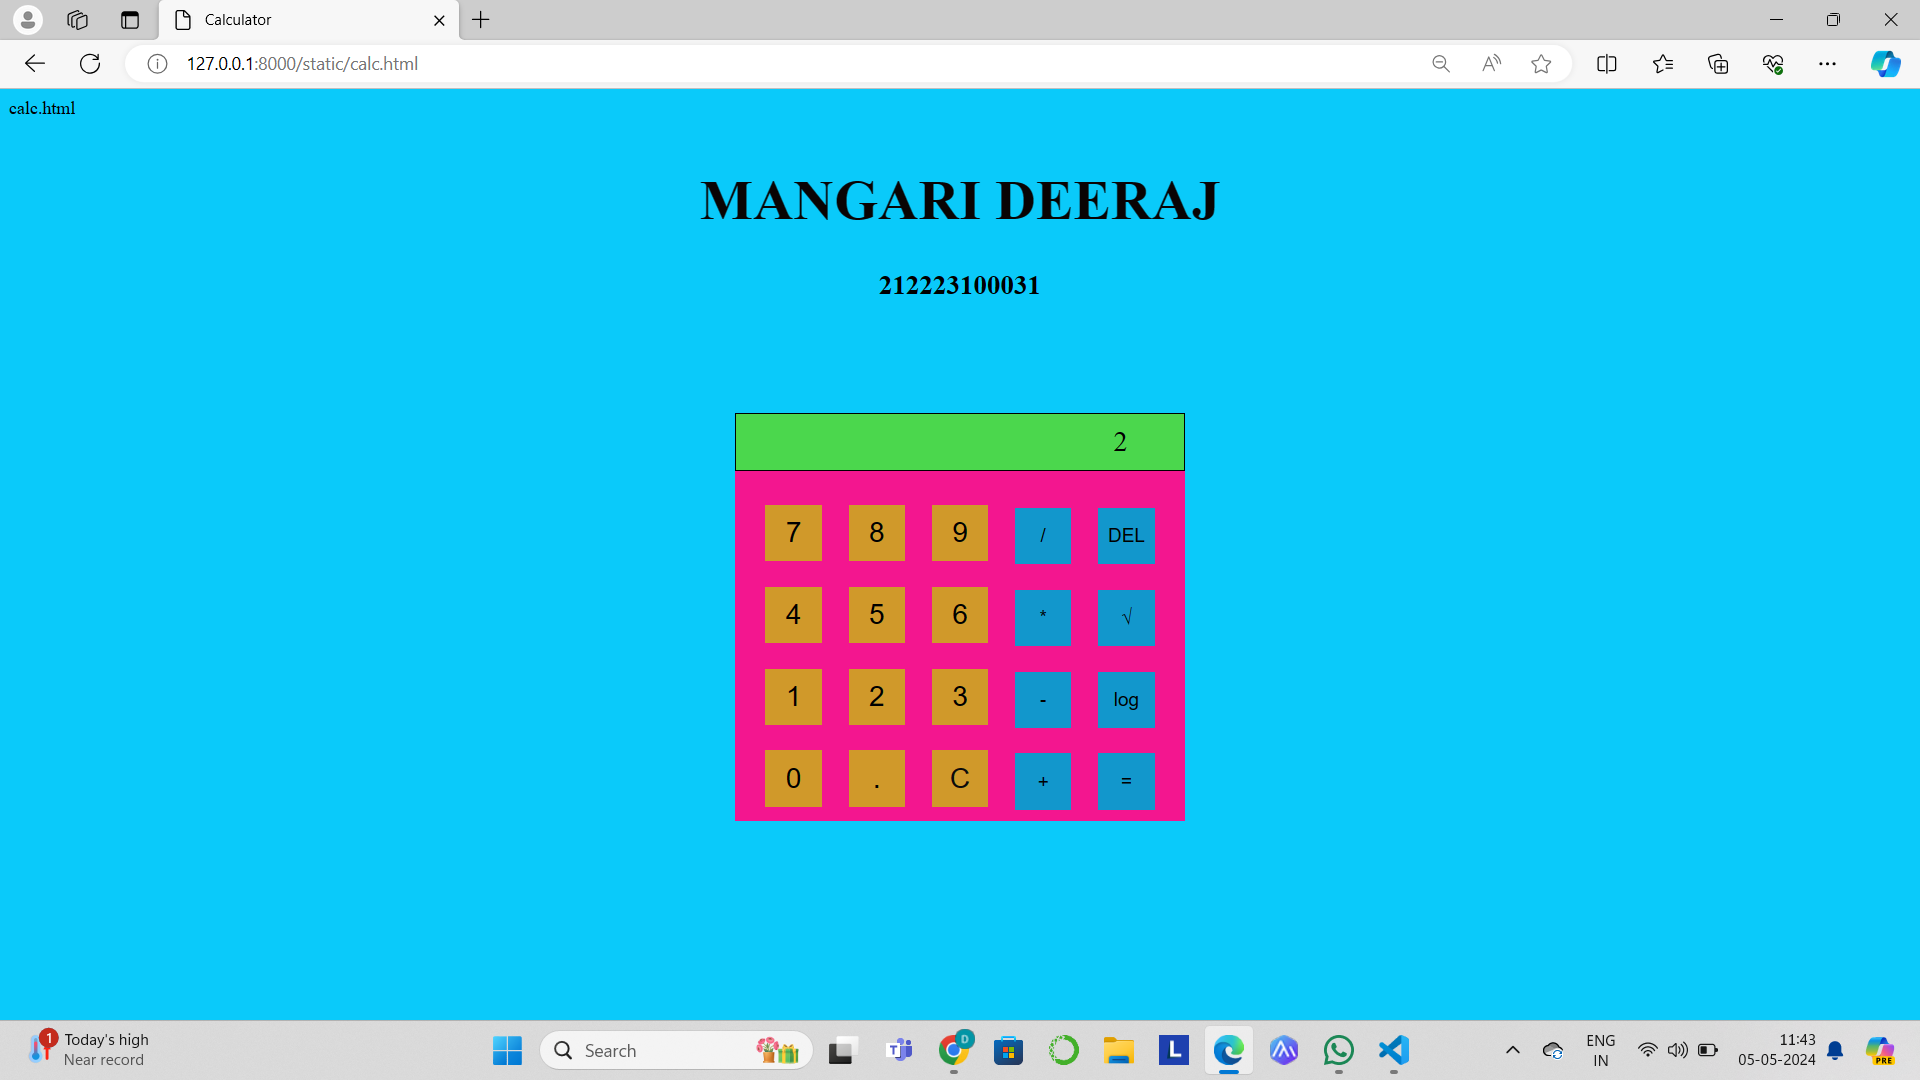 Calculator
127.0.0.1:8000/static/calc.html
calc.html
MANGARI DEERAJ
212223100031
2
7 8 9 / DEL
4 5 6 * √
1 2 3 - log
0 . C + =
1
Today's high
Near record
Search
D
L
ENG
IN
11:43
05-05-2024
PRE